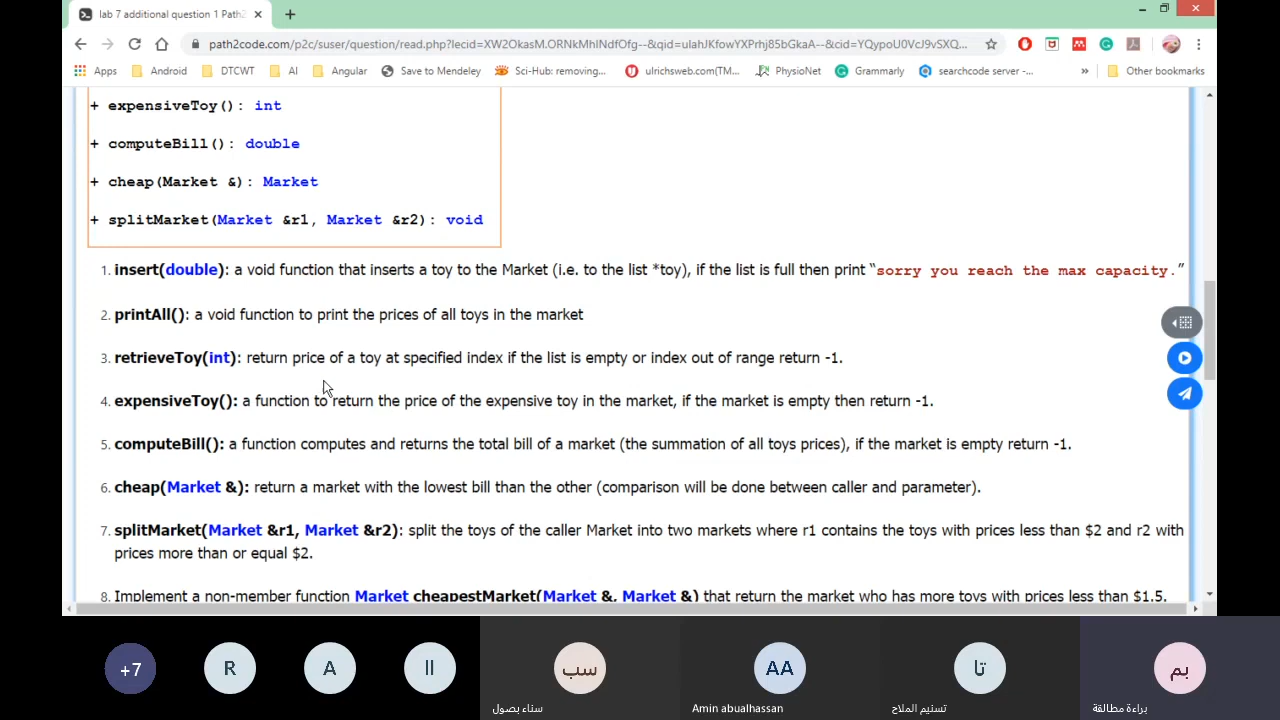 lab 7 additional question 1 Path2
path2code.com/p2c/suser/question/read.php?lecid=XW2OkasM.ORNkMhINdfOfg--&qid=ulahJKfowYXPrhj85bGkaA--&cid=YQypoU0VcJ9vSXQ...
Apps Android DTCWT AI Angular Save to Mendeley Sci-Hub: removing... ulrichsweb.com(TM... PhysioNet Grammarly searchcode server -... » Other bookmarks
+ expensiveToy(): int
+ computeBill(): double
+ cheap(Market &): Market
+ splitMarket(Market &r1, Market &r2): void
1. insert(double): a void function that inserts a toy to the Market (i.e. to the list *toy), if the list is full then print “sorry you reach the max capacity.”
2. printAll(): a void function to print the prices of all toys in the market
3. retrieveToy(int): return price of a toy at specified index if the list is empty or index out of range return -1.
4. expensiveToy(): a function to return the price of the expensive toy in the market, if the market is empty then return -1.
5. computeBill(): a function computes and returns the total bill of a market (the summation of all toys prices), if the market is empty return -1.
6. cheap(Market &): return a market with the lowest bill than the other (comparison will be done between caller and parameter).
7. splitMarket(Market &r1, Market &r2): split the toys of the caller Market into two markets where r1 contains the toys with prices less than $2 and r2 with
prices more than or equal $2.
8. Implement a non-member function Market cheapestMarket(Market &, Market &) that return the market who has more toys with prices less than $1.5.
+7 R A اا سب AA تا بم
سناء بصول Amin abualhassan تسنيم الملاح براءة مطالقة